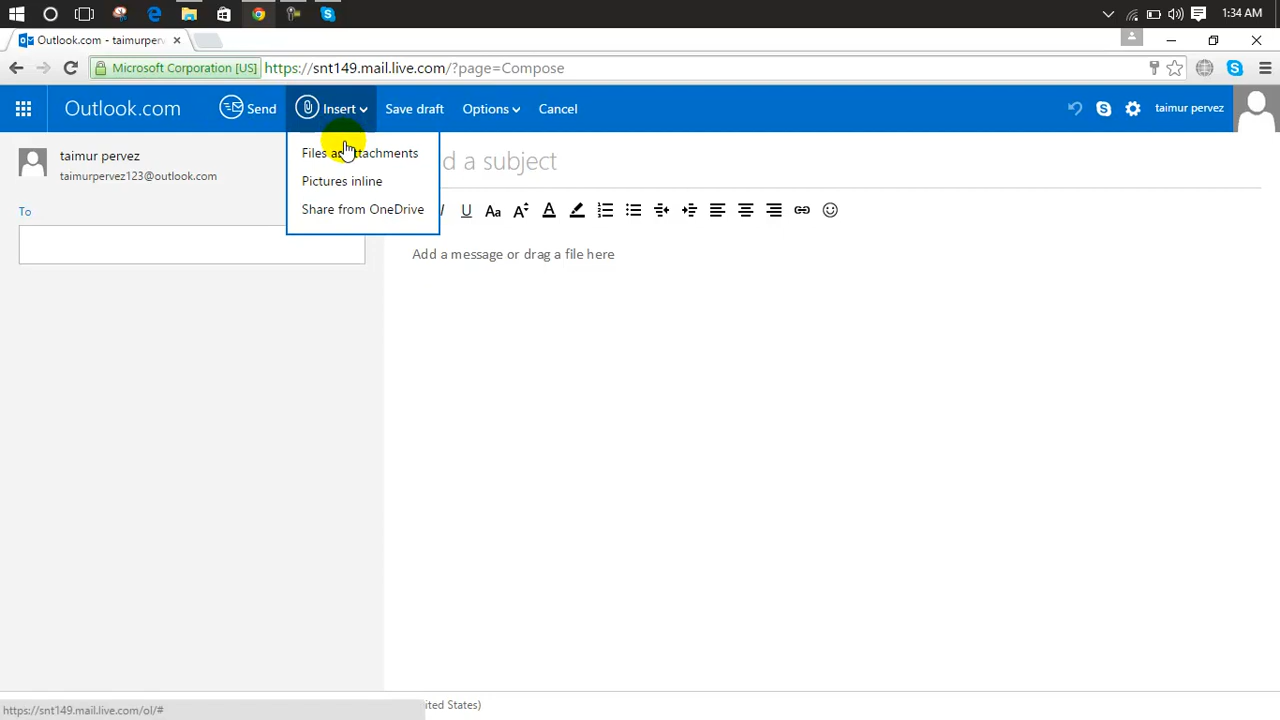 1:34 AM
Outlook.com - taimurperv
Microsoft Corporation [US] https://snt149.mail.live.com/?page=Compose
Outlook.com Send Insert Save draft Options Cancel taimur pervez
taimur pervez
taimurpervez123@outlook.com
To
Files as attachments
Pictures inline
Share from OneDrive
d a subject
U Aa A A
Add a message or drag a file here
https://snt149.mail.live.com/ol/#
ited States)